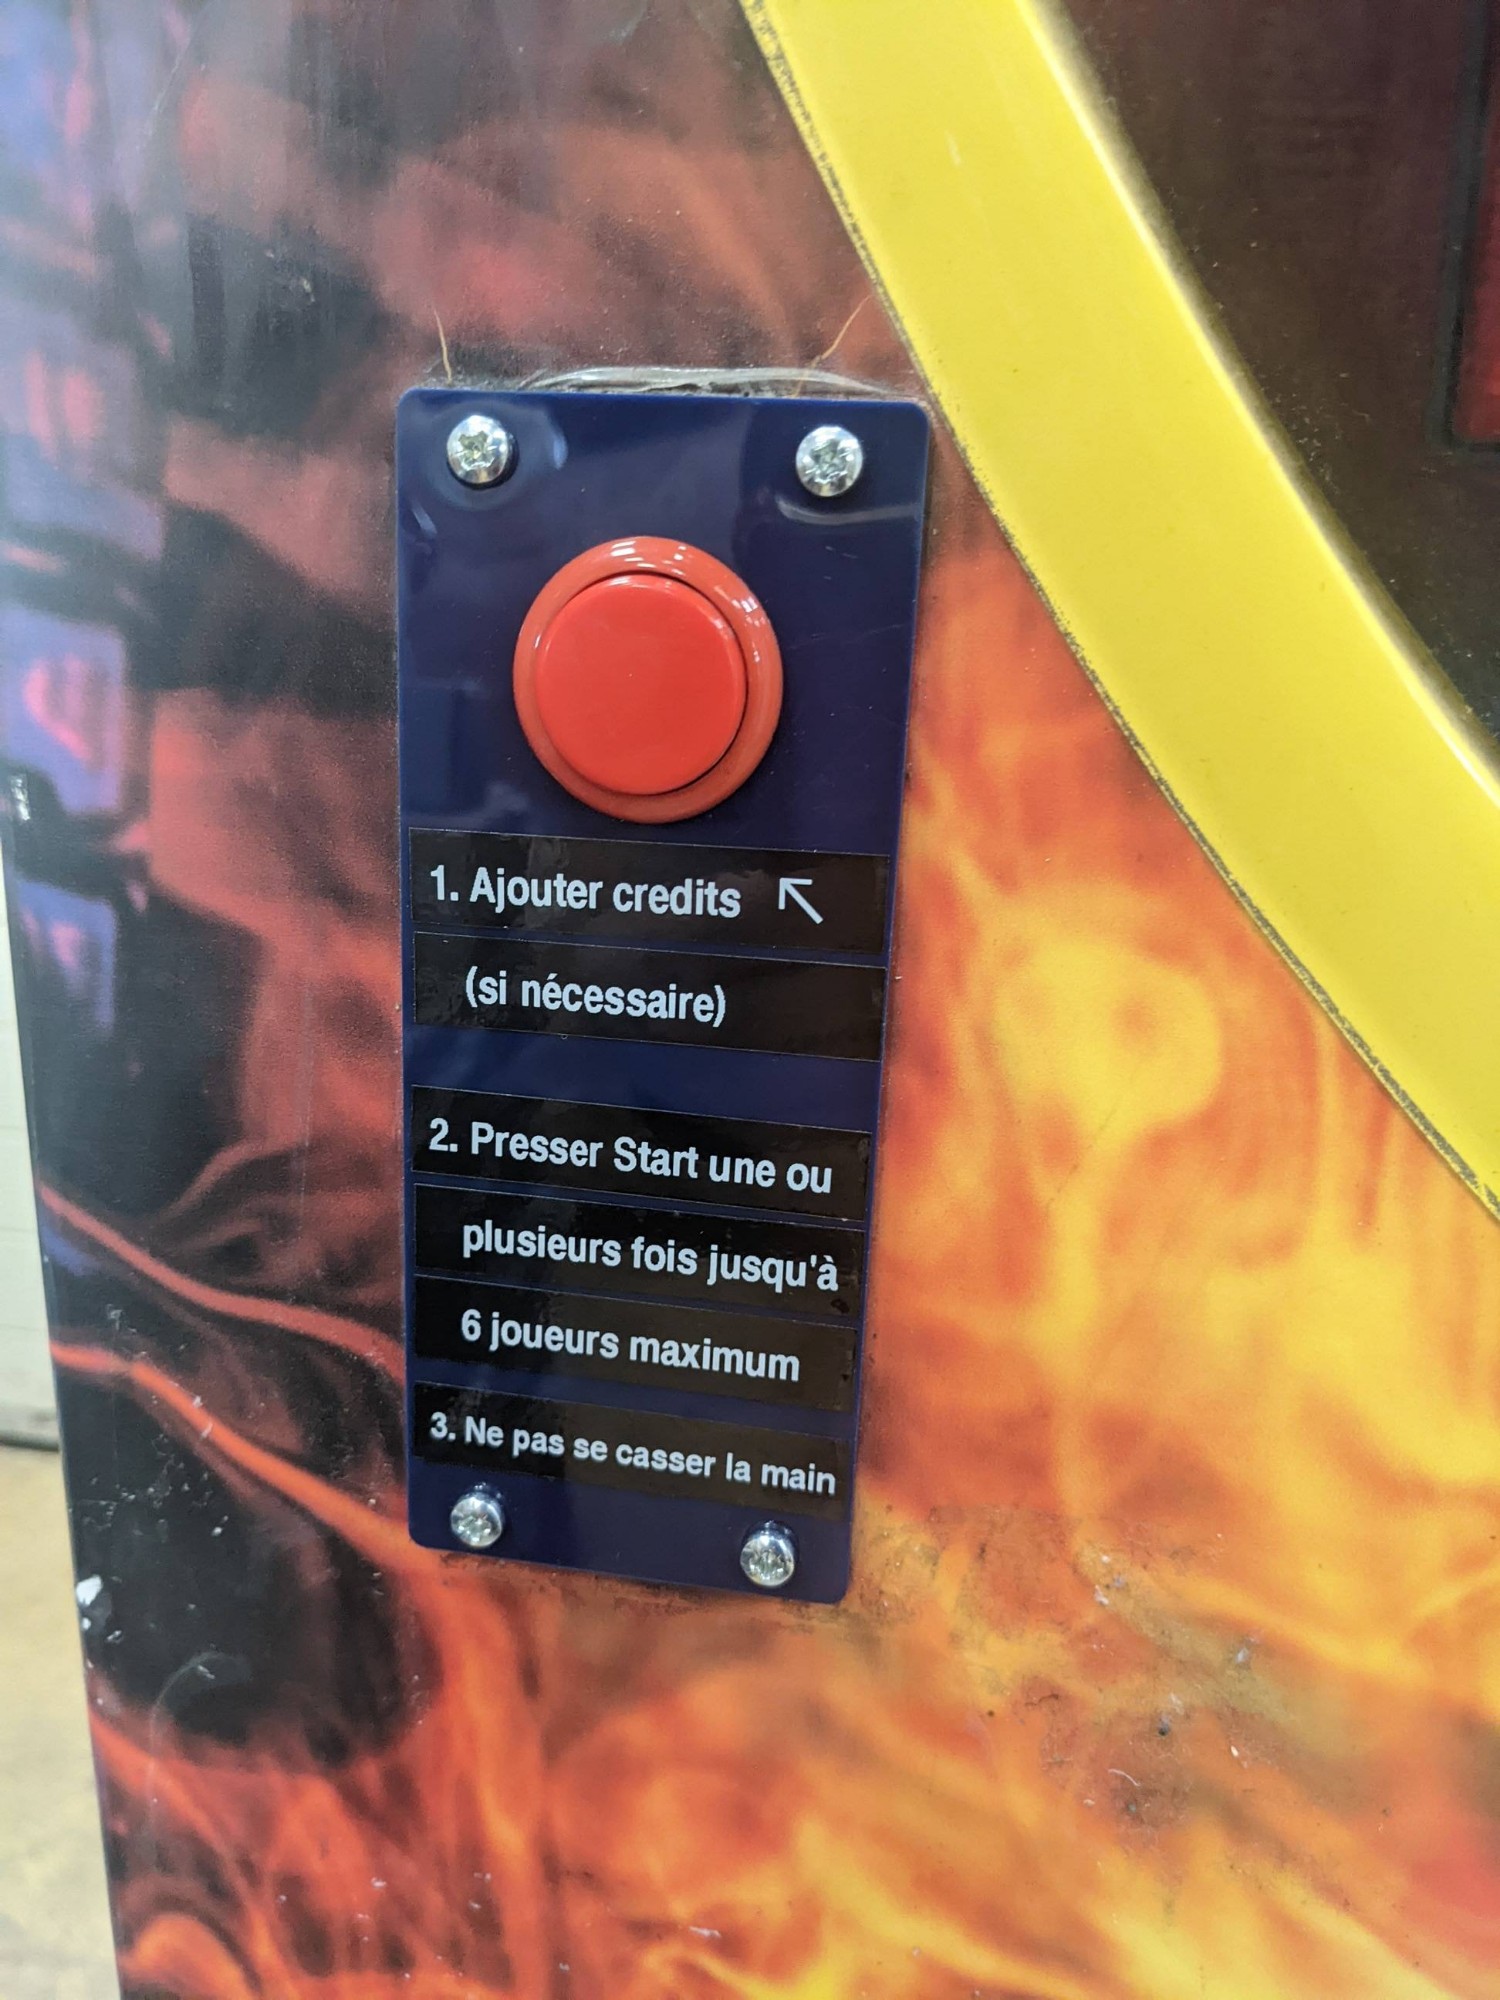 1. Ajouter credits ↖
(si nécessaire)
2. Presser Start une ou
plusieurs fois jusqu'à
6 joueurs maximum
3. Ne pas se casser la main